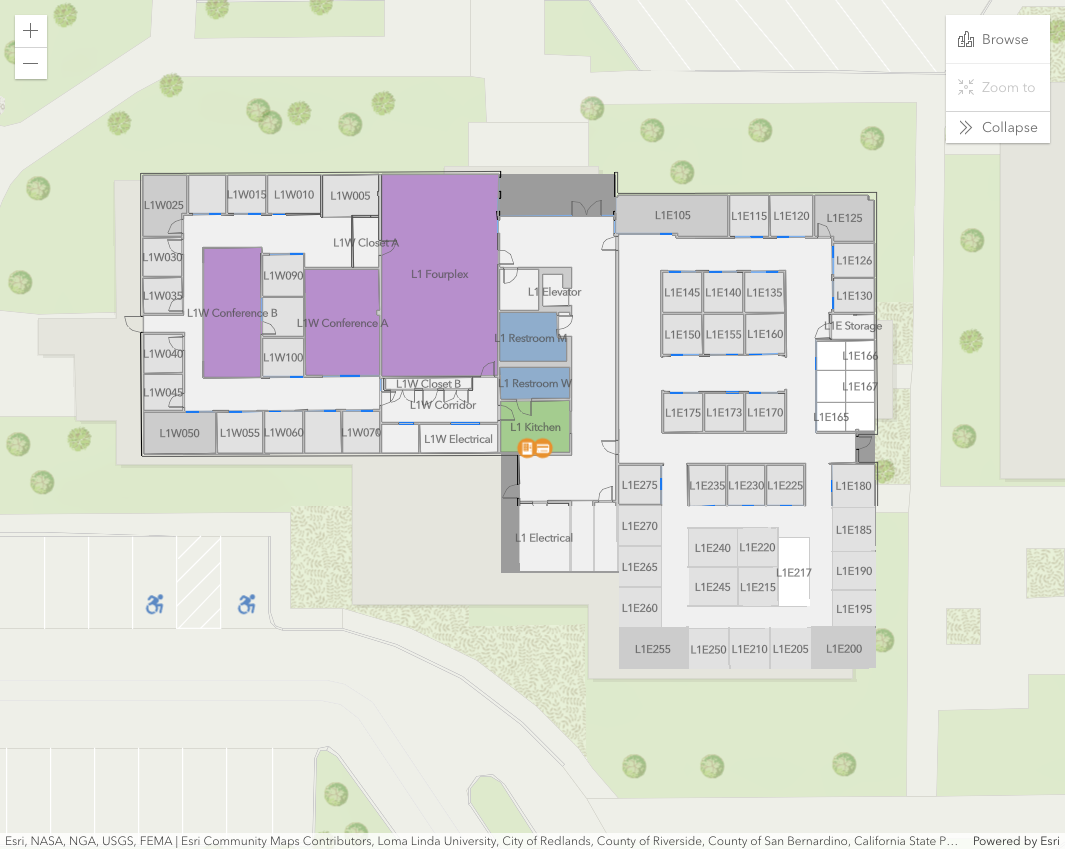 +
−
Browse
Zoom to
Collapse
L1W025
L1W015
L1W010
L1W005
L1E105
L1E115
L1E120
L1E125
L1W Closet A
L1W030
L1W090
L1 Fourplex
L1E126
L1W035
L1 Elevator
L1E145
L1E140
L1E135
L1E130
L1W Conference B
L1W Conference A
L1 Restroom M
L1E150
L1E155
L1E160
L1E Storage
L1W040
L1W100
L1E166
L1W045
L1W Closet B
L1 Restroom W
L1E167
L1W Corridor
L1E175
L1E173
L1E170
L1E165
L1W050
L1W055
L1W060
L1W070
L1W Electrical
L1 Kitchen
L1E275
L1E235
L1E230
L1E225
L1E180
L1E270
L1 Electrical
L1E185
L1E240
L1E220
L1E265
L1E217
L1E190
L1E245
L1E215
L1E260
L1E195
L1E255
L1E250
L1E210
L1E205
L1E200
Esri, NASA, NGA, USGS, FEMA | Esri Community Maps Contributors, Loma Linda University, City of Redlands, County of Riverside, County of San Bernardino, California State P…
Powered by Esri